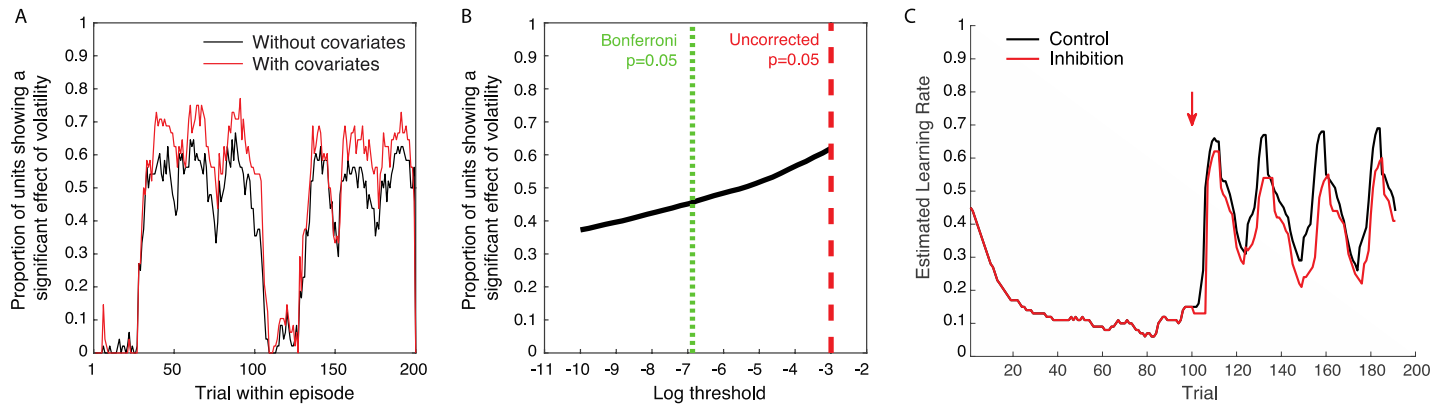 A
Proportion of units showing a
significant effect of volatility
1
0.9
0.8
0.7
0.6
0.5
0.4
0.3
0.2
0.1
0
Without covariates
With covariates
1 50 100 150 200
Trial within episode
B
Proportion of units showing a
significant effect of volatility
1
0.9
0.8
0.7
0.6
0.5
0.4
0.3
0.2
0.1
0
Bonferroni
p=0.05
Uncorrected
p=0.05
-11 -10 -9 -8 -7 -6 -5 -4 -3 -2
Log threshold
C
Estimated Learning Rate
1
0.9
0.8
0.7
0.6
0.5
0.4
0.3
0.2
0.1
0
Control
Inhibition
20 40 60 80 100 120 140 160 180 200
Trial